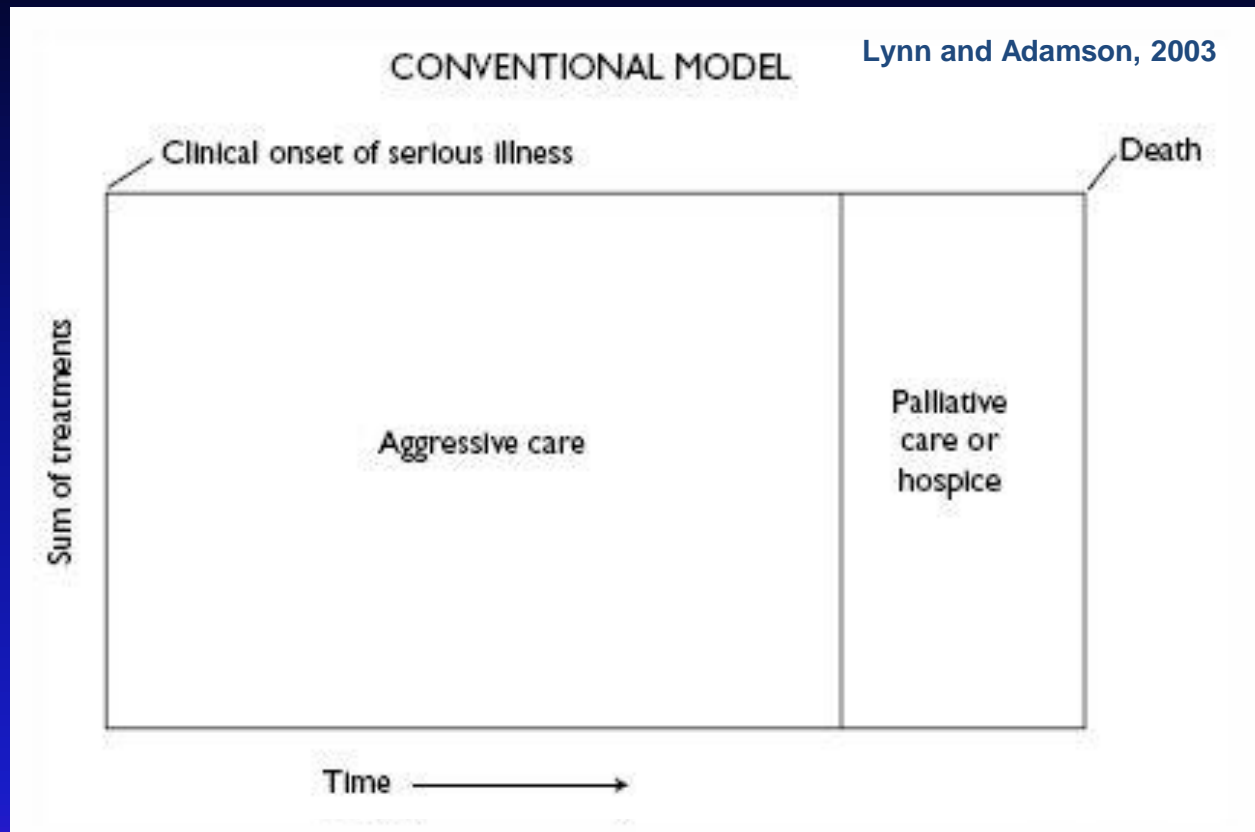 Lynn and Adamson, 2003
CONVENTIONAL MODEL
Clinical onset of serious illness
Death
Sum of treatments
Aggressive care
Palliative
care or
hospice
Time